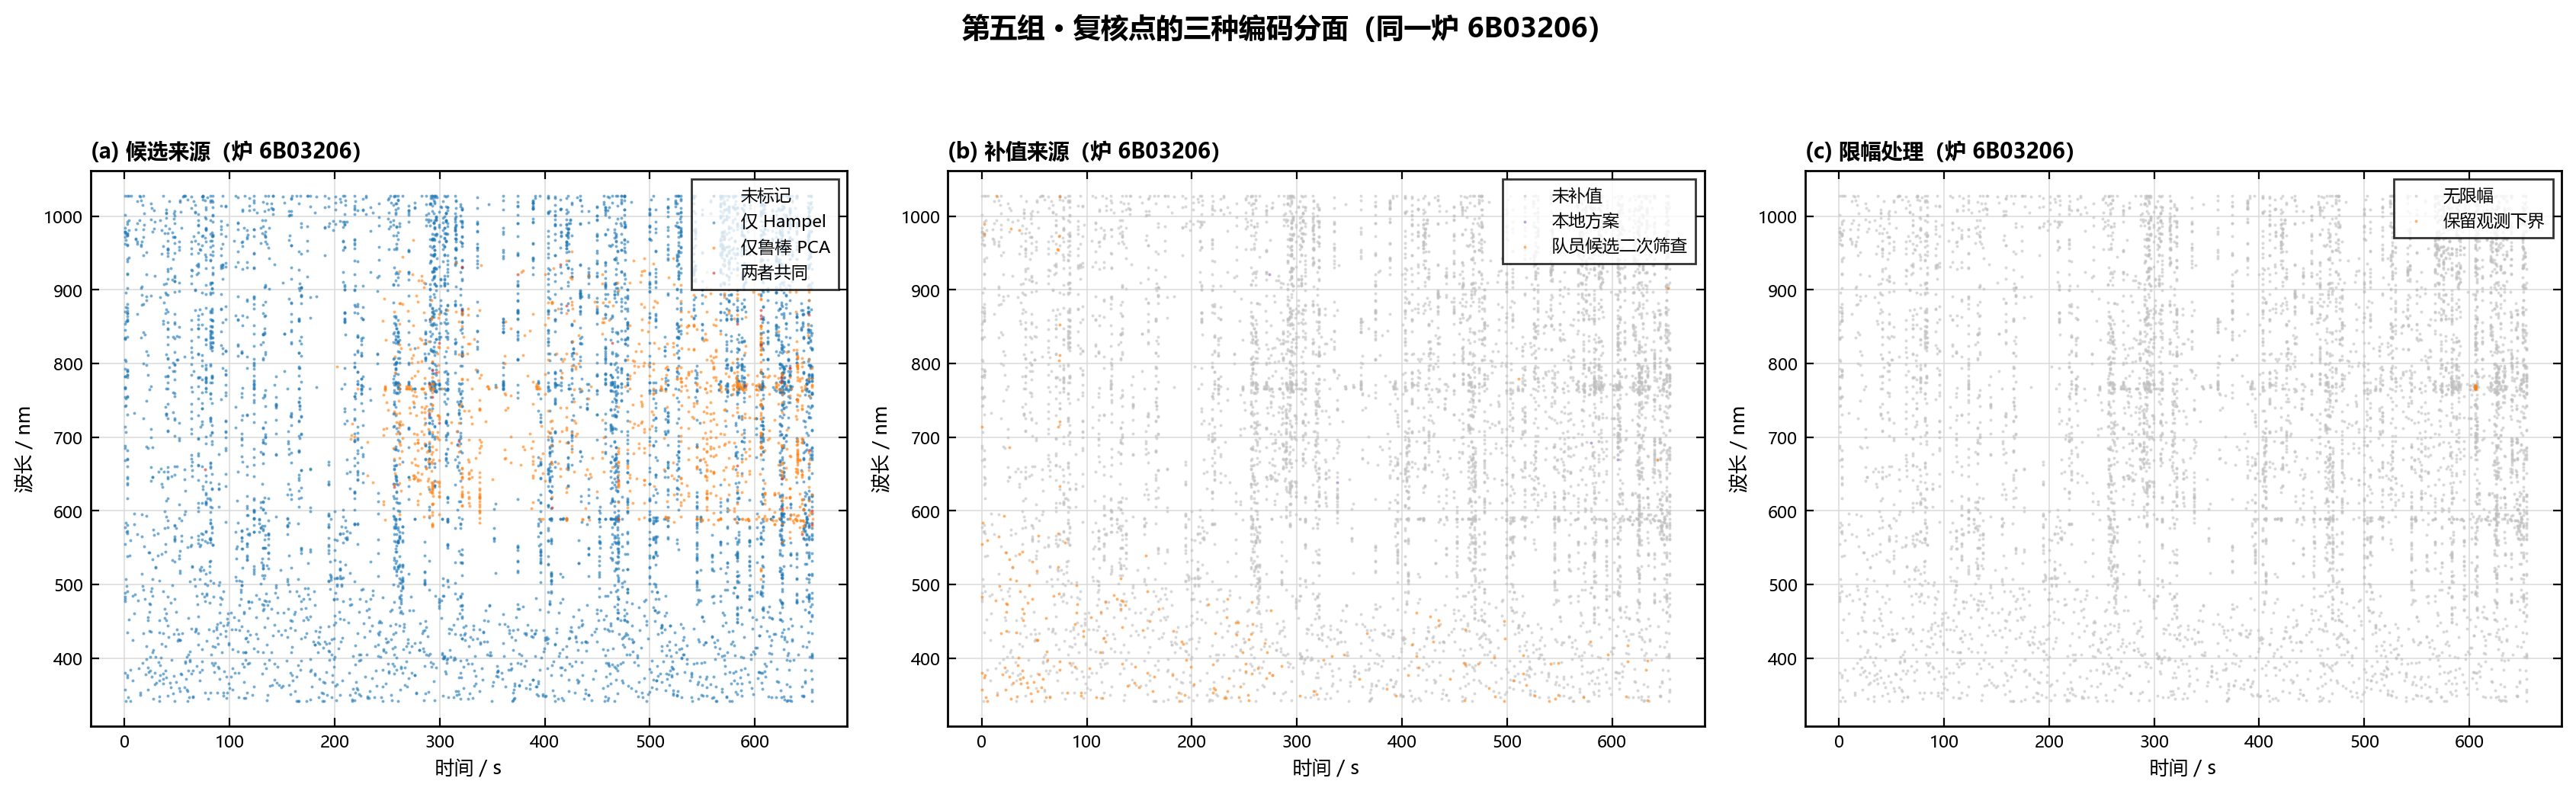 第五组・复核点的三种编码分面（同一炉 6B03206）
(a) 候选来源（炉 6B03206）
未标记
仅 Hampel
仅鲁棒 PCA
两者共同
1000
900
800
700
600
500
400
波长 / nm
0 100 200 300 400 500 600
时间 / s
(b) 补值来源（炉 6B03206）
未补值
本地方案
队员候选二次筛查
1000
900
800
700
600
500
400
波长 / nm
0 100 200 300 400 500 600
时间 / s
(c) 限幅处理（炉 6B03206）
无限幅
保留观测下界
1000
900
800
700
600
500
400
波长 / nm
0 100 200 300 400 500 600
时间 / s